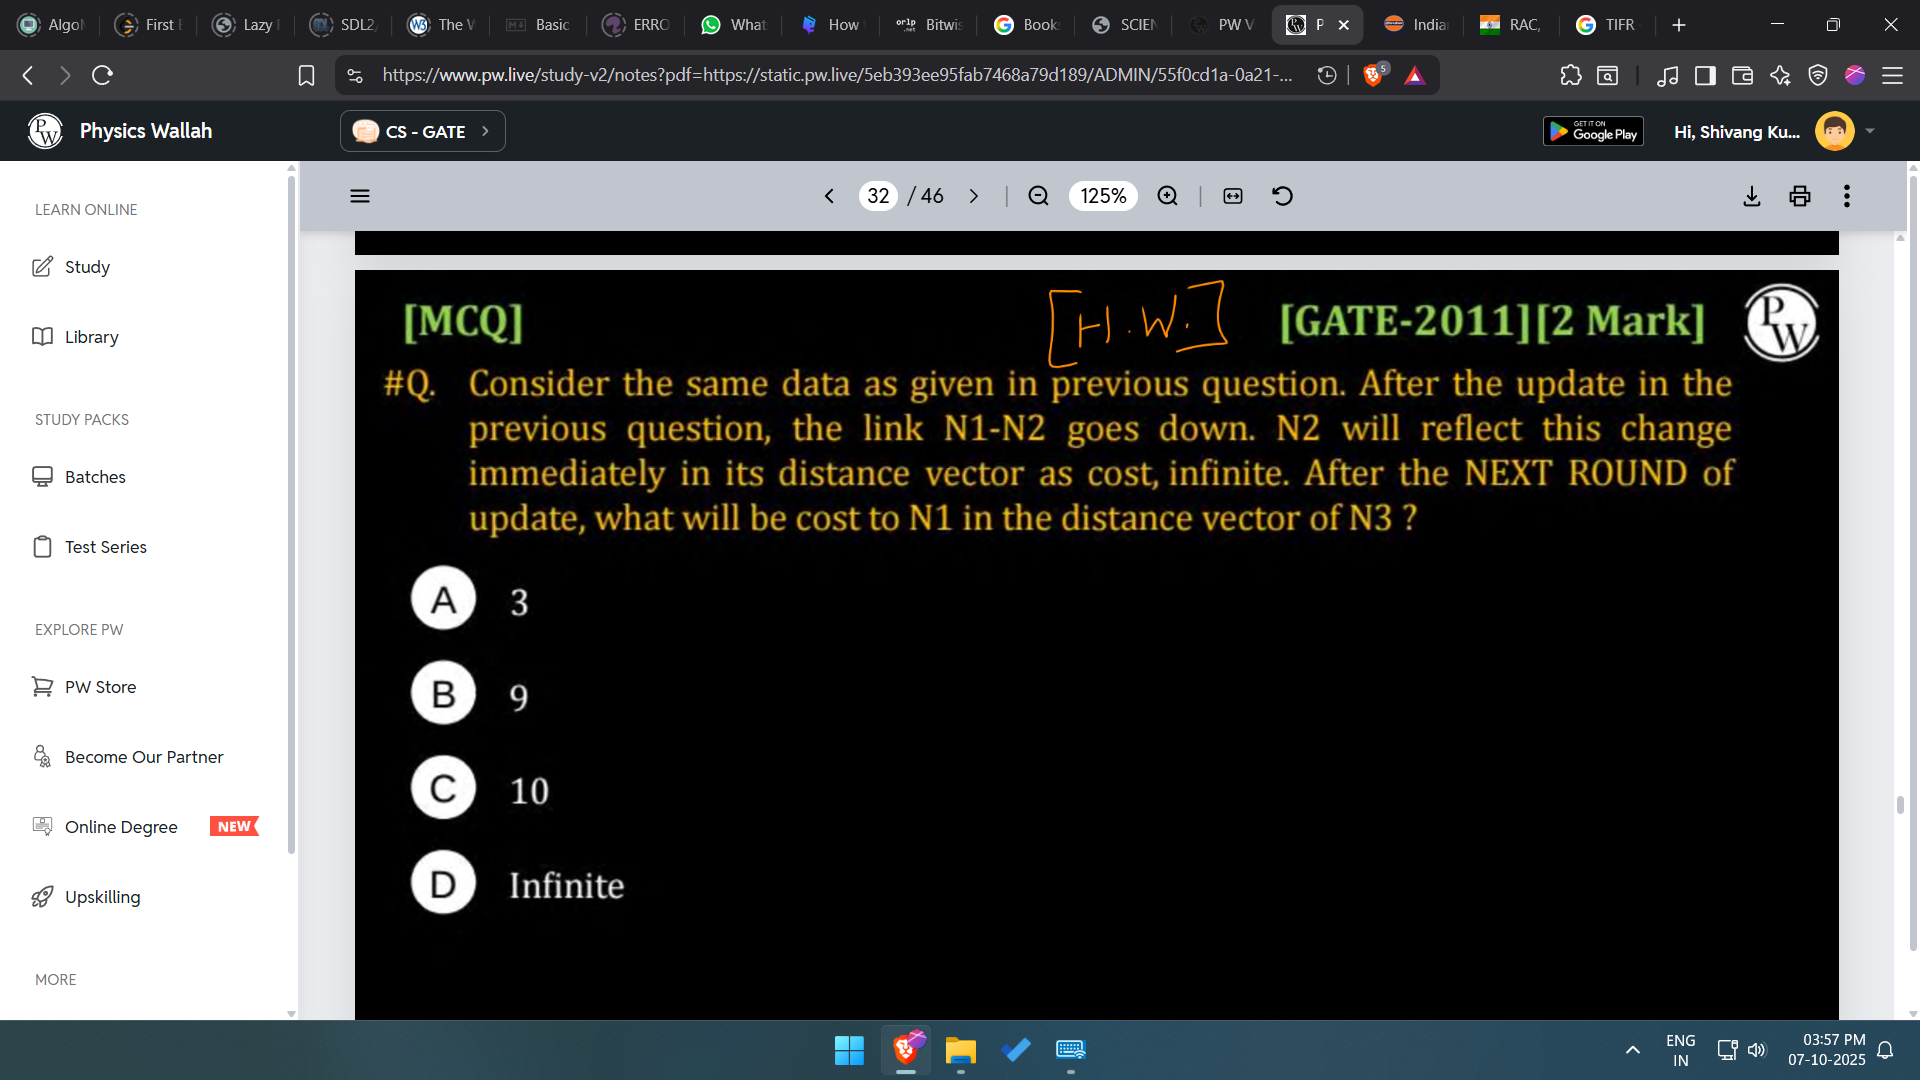 Algo
First E
Lazy
SDL2,
The V
Basic
ERRO
What
How
Bitwis
Book
SCIEN
PW V
P
India
RAC,
TIFR
https://www.pw.live/study-v2/notes?pdf=https://static.pw.live/5eb393ee95fab7468a79d189/ADMIN/55f0cd1a-0a21-...
5
PW
Physics Wallah
CS - GATE
GET IT ON
Google Play
Hi, Shivang Ku...
LEARN ONLINE
Study
Library
STUDY PACKS
Batches
Test Series
EXPLORE PW
PW Store
Become Our Partner
Online Degree NEW
Upskilling
MORE
32 / 46
125%
[MCQ] [H.W.] [GATE-2011][2 Mark] PW
#Q. Consider the same data as given in previous question. After the update in the
previous question, the link N1-N2 goes down. N2 will reflect this change
immediately in its distance vector as cost, infinite. After the NEXT ROUND of
update, what will be cost to N1 in the distance vector of N3 ?
A 3
B 9
C 10
D Infinite
ENG
IN
03:57 PM
07-10-2025